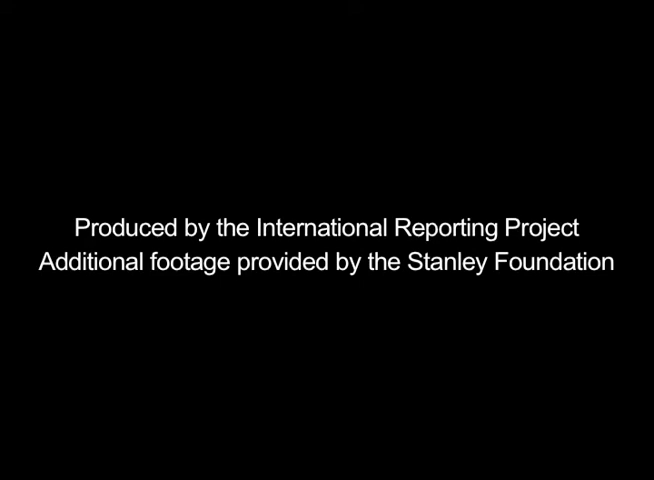 Produced by the International Reporting Project
Additional footage provided by the Stanley Foundation